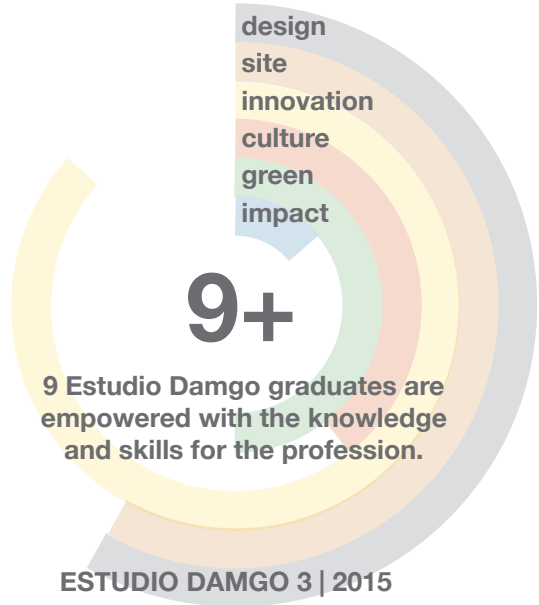 design
site
innovation
culture
green
impact
9+
9 Estudio Damgo graduates are
empowered with the knowledge
and skills for the profession.
ESTUDIO DAMGO 3 | 2015